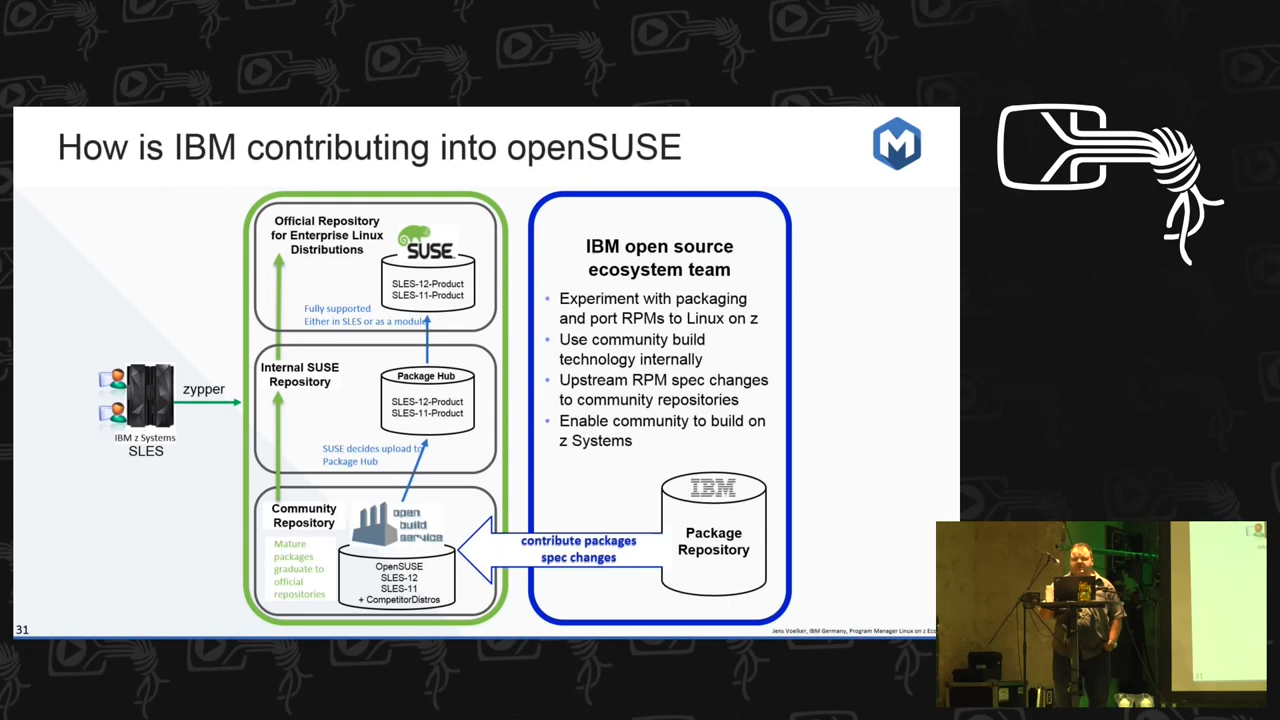 How is IBM contributing into openSUSE
M
Official Repository
for Enterprise Linux
Distributions
SUSE
SLES-12-Product
SLES-11-Product
Fully supported
Either in SLES or as a module
Internal SUSE
Repository
Package Hub
SLES-12-Product
SLES-11-Product
SUSE decides upload to
Package Hub
zypper
IBM z Systems
SLES
Community
Repository
open
build
service
Mature
packages
graduate to
official
repositories
OpenSUSE
SLES-12
SLES-11
+ CompetitorDistros
IBM open source
ecosystem team
• Experiment with packaging
and port RPMs to Linux on z
• Use community build
technology internally
• Upstream RPM spec changes
to community repositories
• Enable community to build on
z Systems
IBM
Package
Repository
contribute packages
spec changes
31
Jens Voelker, IBM Germany, Program Manager Linux on z Eco
31